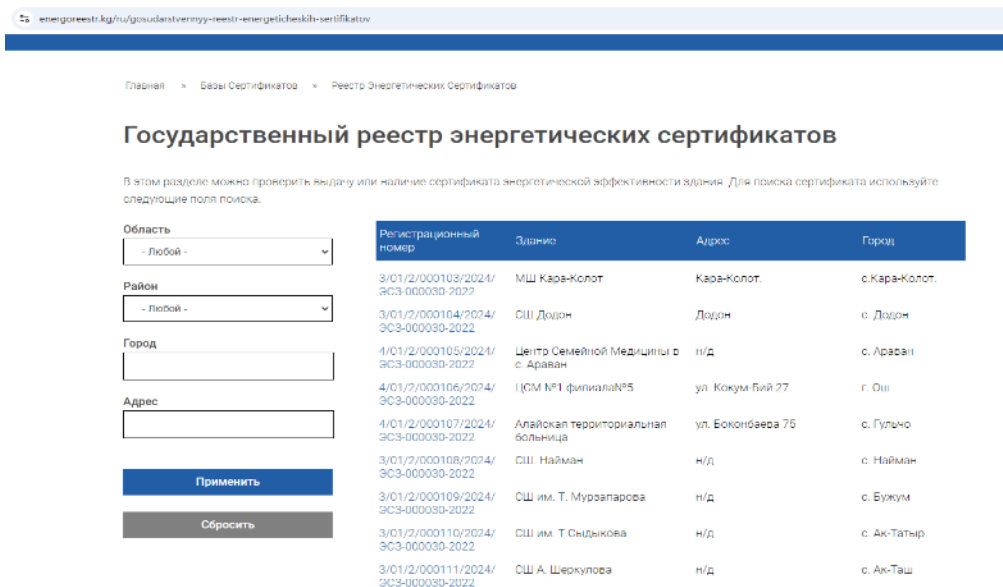 energoreestr.kg/ru/gosudarstvennyy-reestr-energeticheskih-sertifikatov
Главная » Базы Сертификатов » Реестр Энергетических Сертификатов
Государственный реестр энергетических сертификатов
В этом разделе можно проверить выдачу или наличие сертификата энергетической эффективности здания. Для поиска сертификата используйте
следующие поля поиска.
Область
- Любой -
Район
- Любой -
Город
Адрес
Применить
Сбросить
Регистрационный
номер
Здание
Адрес
Город
3/01/2/000103/2024/
ЭСЗ-000030-2022
МШ Кара-Колот
Кара-Колот.
с.Кара-Колот.
3/01/2/000104/2024/
ЭСЗ-000030-2022
СШ Додон
Додон
с. Додон
4/01/2/000105/2024/
ЭСЗ-000030-2022
Центр Семейной Медицины в
с. Араван
н/д
с. Араван
4/01/2/000106/2024/
ЭСЗ-000030-2022
ЦСМ №1 филиала№5
ул. Кокум-Бий 27
г. Ош
4/01/2/000107/2024/
ЭСЗ-000030-2022
Алайская территориальная
больница
ул. Боконбаева 75
с. Гульчо
3/01/2/000108/2024/
ЭСЗ-000030-2022
СШ. Найман
н/д
с. Найман
3/01/2/000109/2024/
ЭСЗ-000030-2022
СШ им. Т. Мурзапарова
н/д
с. Бужум
3/01/2/000110/2024/
ЭСЗ-000030-2022
СШ им. Т.Сыдыкова
н/д
с. Ак-Татыр
3/01/2/000111/2024/
ЭСЗ-000030-2022
СШ А. Шеркулова
н/д
с. Ак-Таш